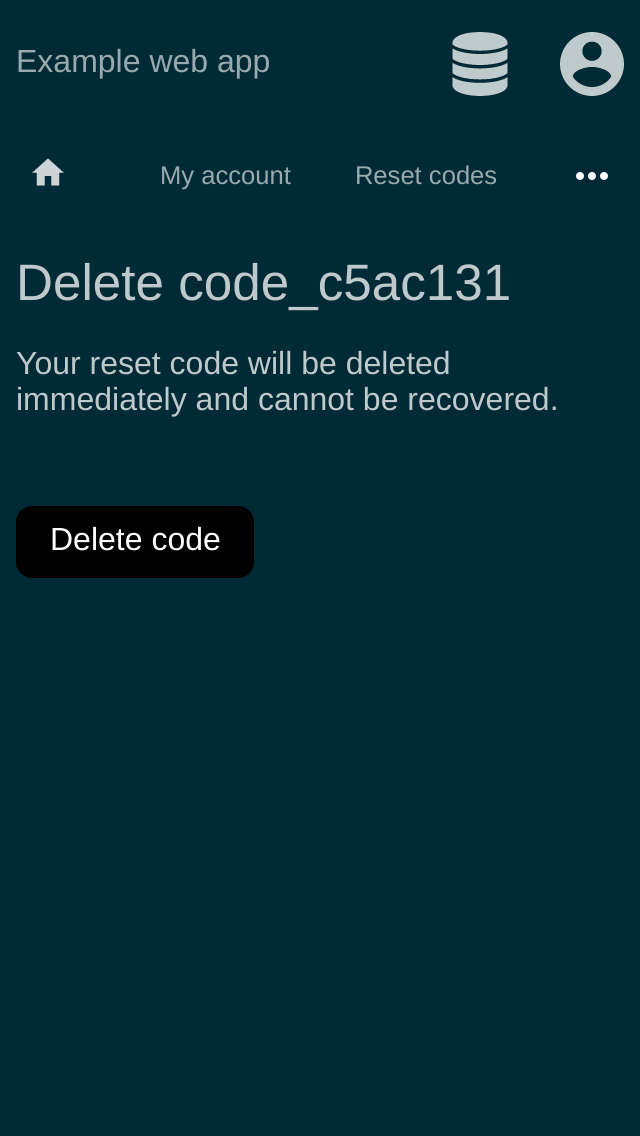 Example web app
My account
Reset codes
Delete code_c5ac131
Your reset code will be deleted
immediately and cannot be recovered.
Delete code